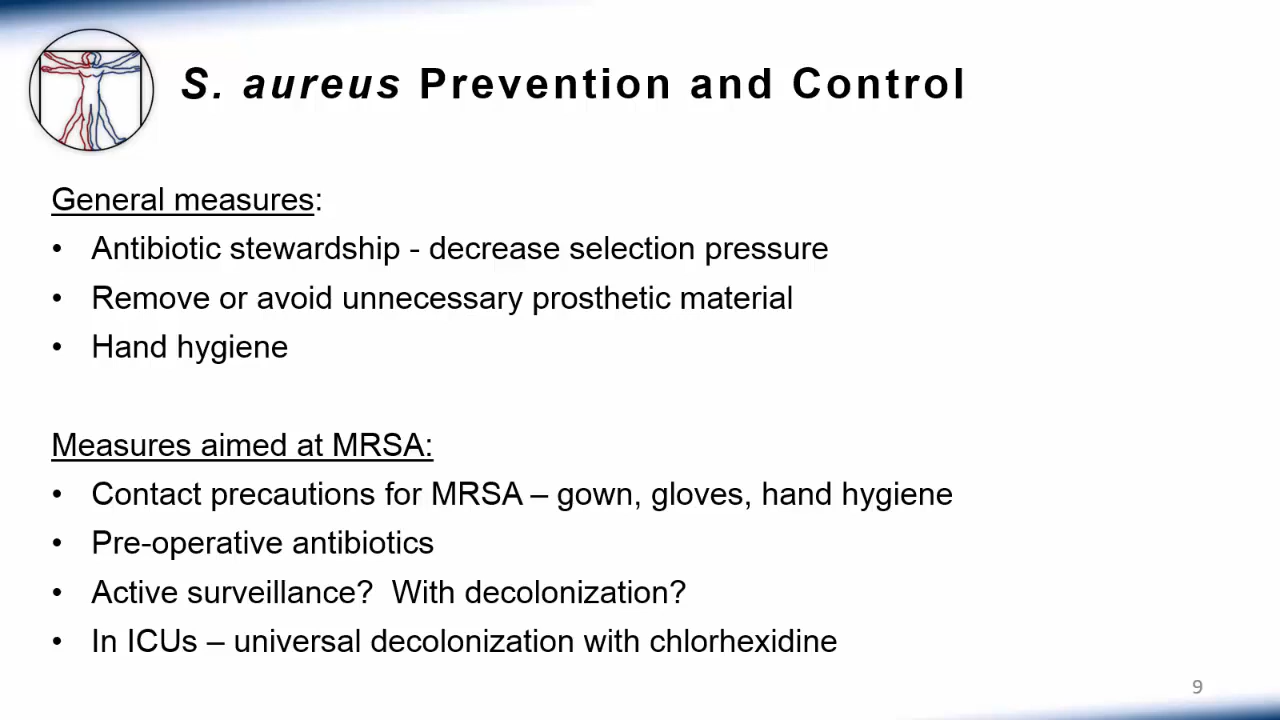 S. aureus Prevention and Control
General measures:
• Antibiotic stewardship - decrease selection pressure
• Remove or avoid unnecessary prosthetic material
• Hand hygiene
Measures aimed at MRSA:
• Contact precautions for MRSA – gown, gloves, hand hygiene
• Pre-operative antibiotics
• Active surveillance?  With decolonization?
• In ICUs – universal decolonization with chlorhexidine
9